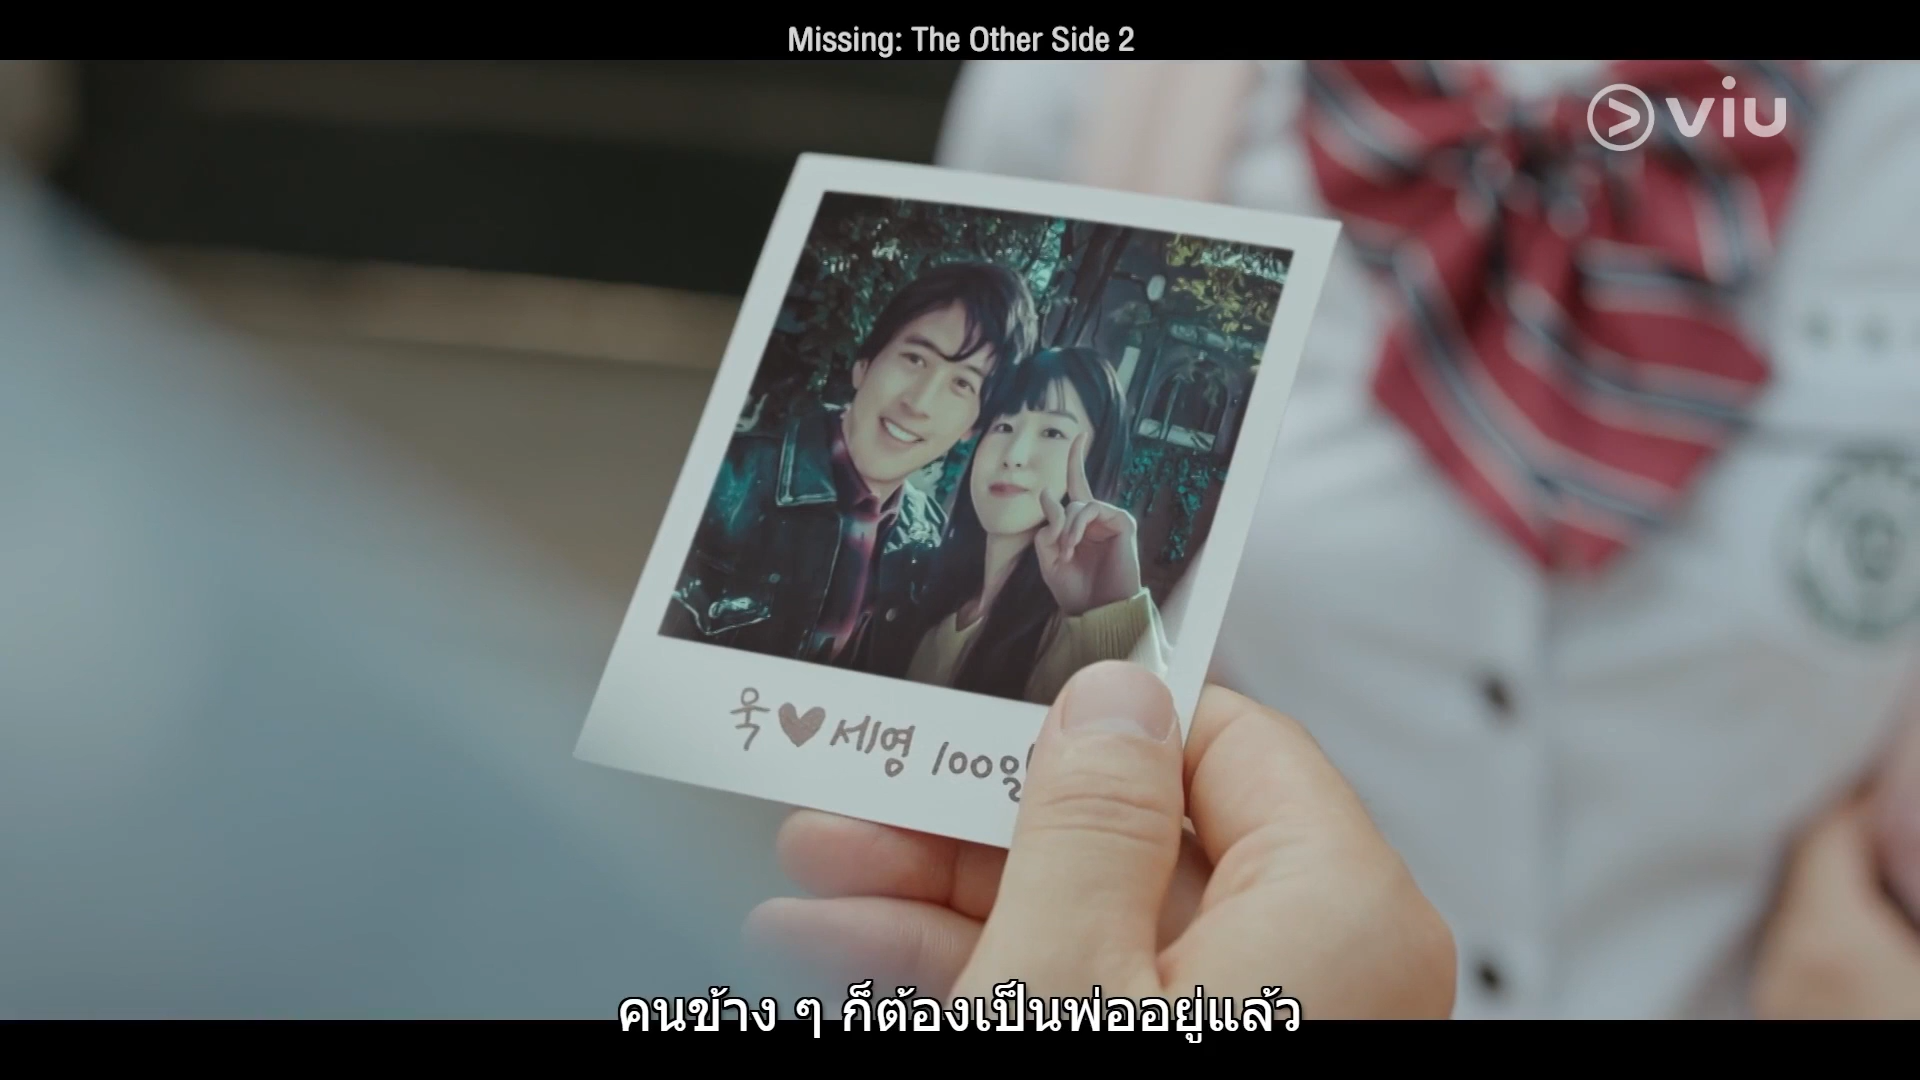 Missing: The Other Side 2
viu
욱♥세영 100일
คนข้าง ๆ ก็ต้องเป็นพ่ออยู่แล้ว